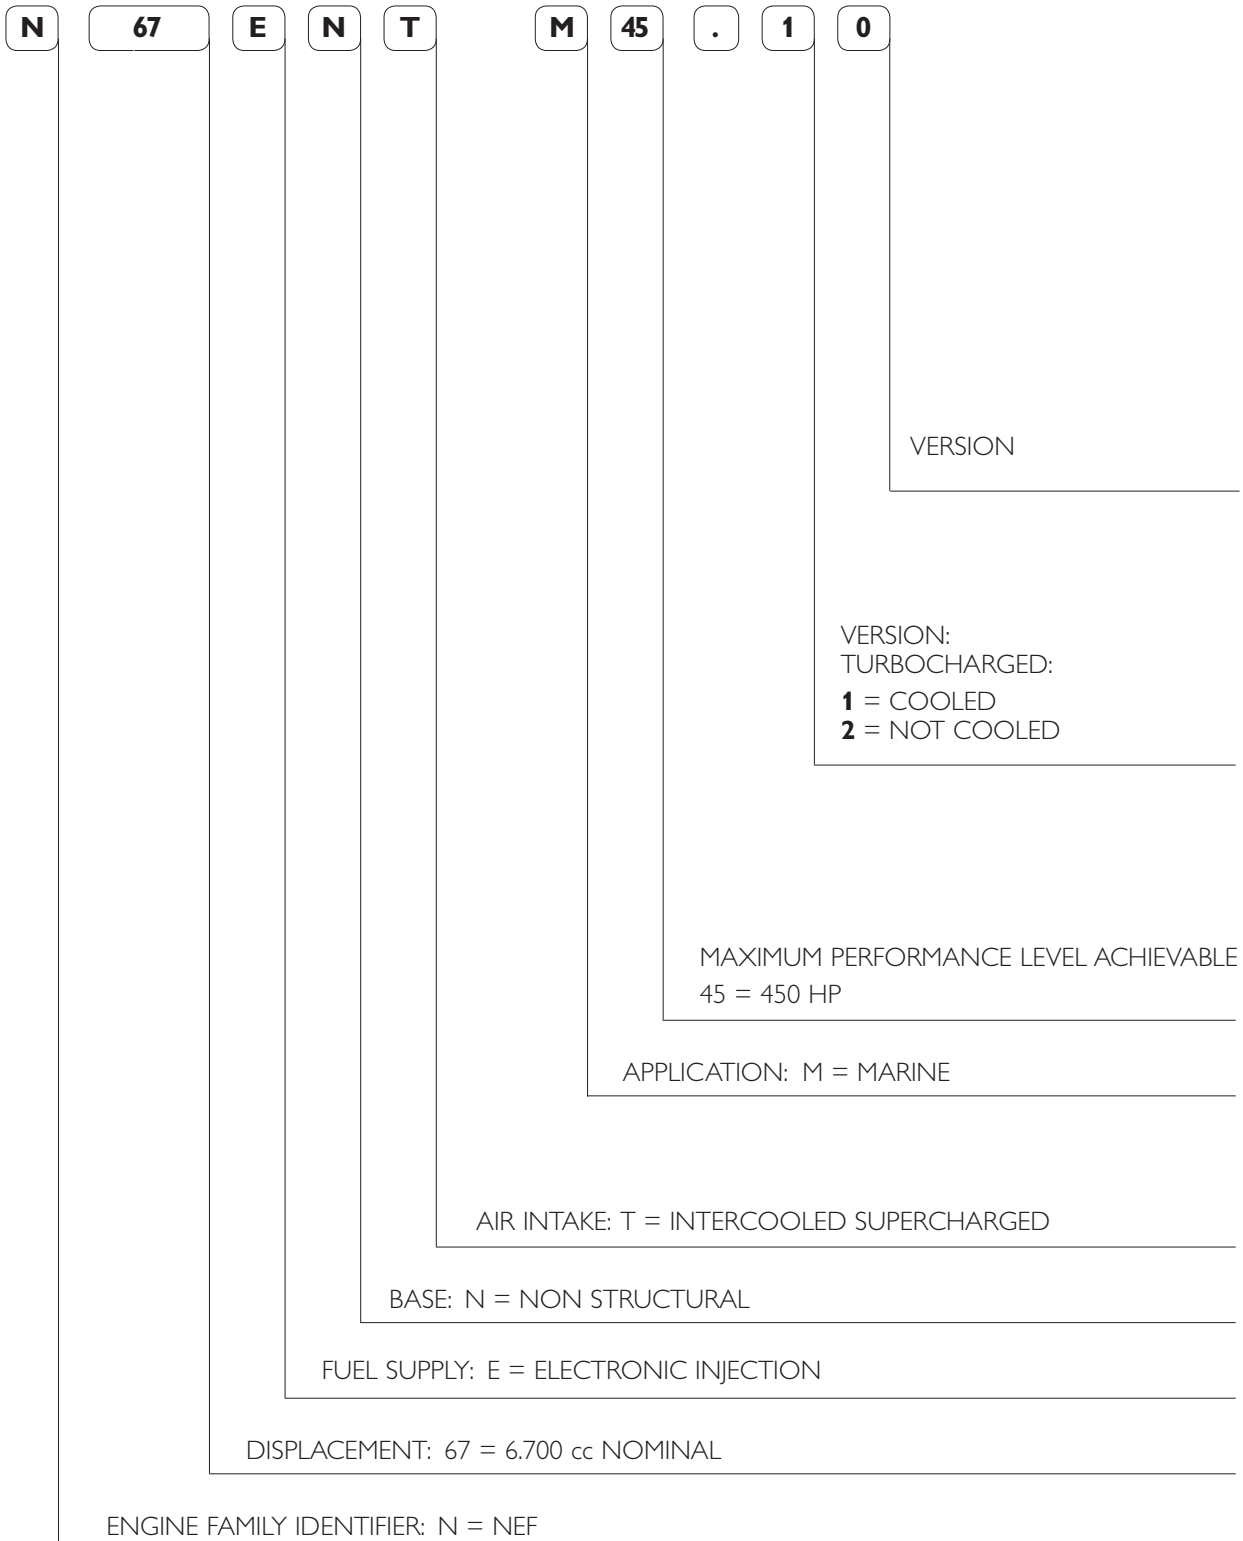 N 67 E N T M 45 . 1 0
VERSION
VERSION:
TURBOCHARGED:
1 = COOLED
2 = NOT COOLED
MAXIMUM PERFORMANCE LEVEL ACHIEVABLE
45 = 450 HP
APPLICATION: M = MARINE
AIR INTAKE: T = INTERCOOLED SUPERCHARGED
BASE: N = NON STRUCTURAL
FUEL SUPPLY: E = ELECTRONIC INJECTION
DISPLACEMENT: 67 = 6.700 cc NOMINAL
ENGINE FAMILY IDENTIFIER: N = NEF